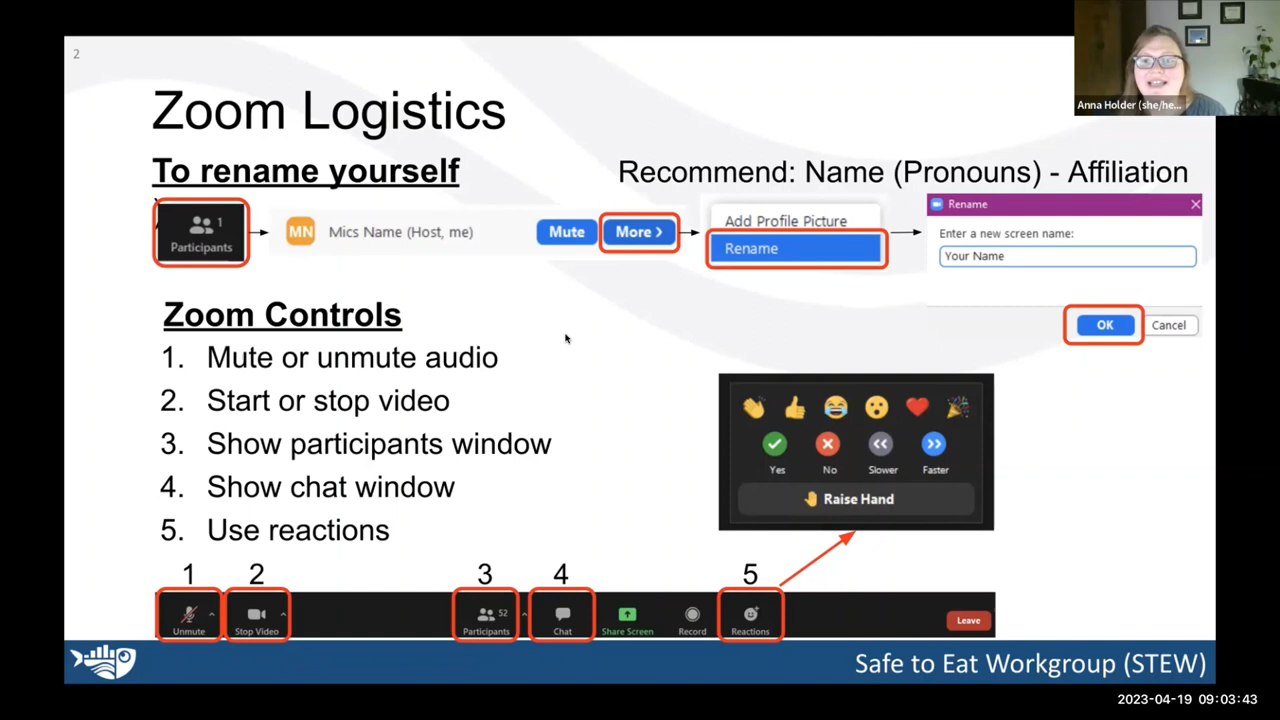 2
Zoom Logistics
Anna Holder (she/he...
To rename yourself
Recommend: Name (Pronouns) - Affiliation
1
Participants
MN Mics Name (Host, me) Mute More >
Add Profile Picture
Rename
Rename
Enter a new screen name:
Your Name
OK Cancel
Zoom Controls
1. Mute or unmute audio
2. Start or stop video
3. Show participants window
4. Show chat window
5. Use reactions
Yes No Slower Faster
Raise Hand
1 2 3 4 5
52
Unmute Stop Video Participants Chat Share Screen Record Reactions Leave
Safe to Eat Workgroup (STEW)
2023-04-19 09:03:43